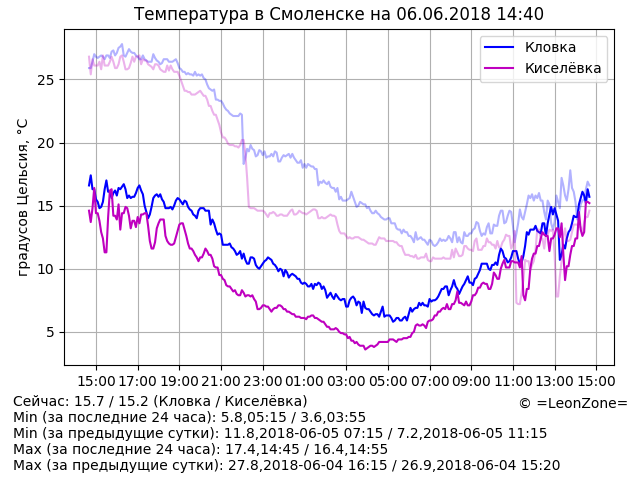 Температура в Смоленске на 06.06.2018 14:40
Кловка
Киселёвка
градусов Цельсия, °C
25
20
15
10
5
15:00 17:00 19:00 21:00 23:00 01:00 03:00 05:00 07:00 09:00 11:00 13:00 15:00
Сейчас: 15.7 / 15.2 (Кловка / Киселёвка)
© =LeonZone=
Min (за последние 24 часа): 5.8,05:15 / 3.6,03:55
Min (за предыдущие сутки): 11.8,2018-06-05 07:15 / 7.2,2018-06-05 11:15
Max (за последние 24 часа): 17.4,14:45 / 16.4,14:55
Max (за предыдущие сутки): 27.8,2018-06-04 16:15 / 26.9,2018-06-04 15:20